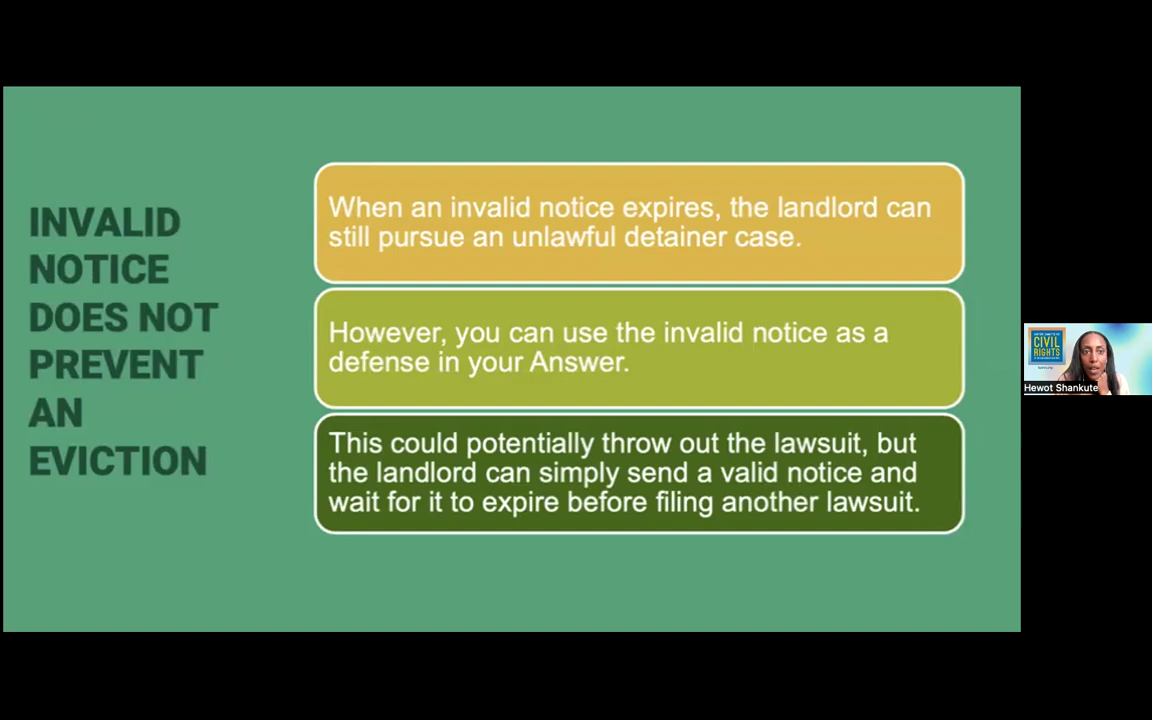 INVALID
NOTICE
DOES NOT
PREVENT
AN
EVICTION
When an invalid notice expires, the landlord can
still pursue an unlawful detainer case.
However, you can use the invalid notice as a
defense in your Answer.
This could potentially throw out the lawsuit, but
the landlord can simply send a valid notice and
wait for it to expire before filing another lawsuit.
CIVIL
RIGHTS
Hewot Shankute